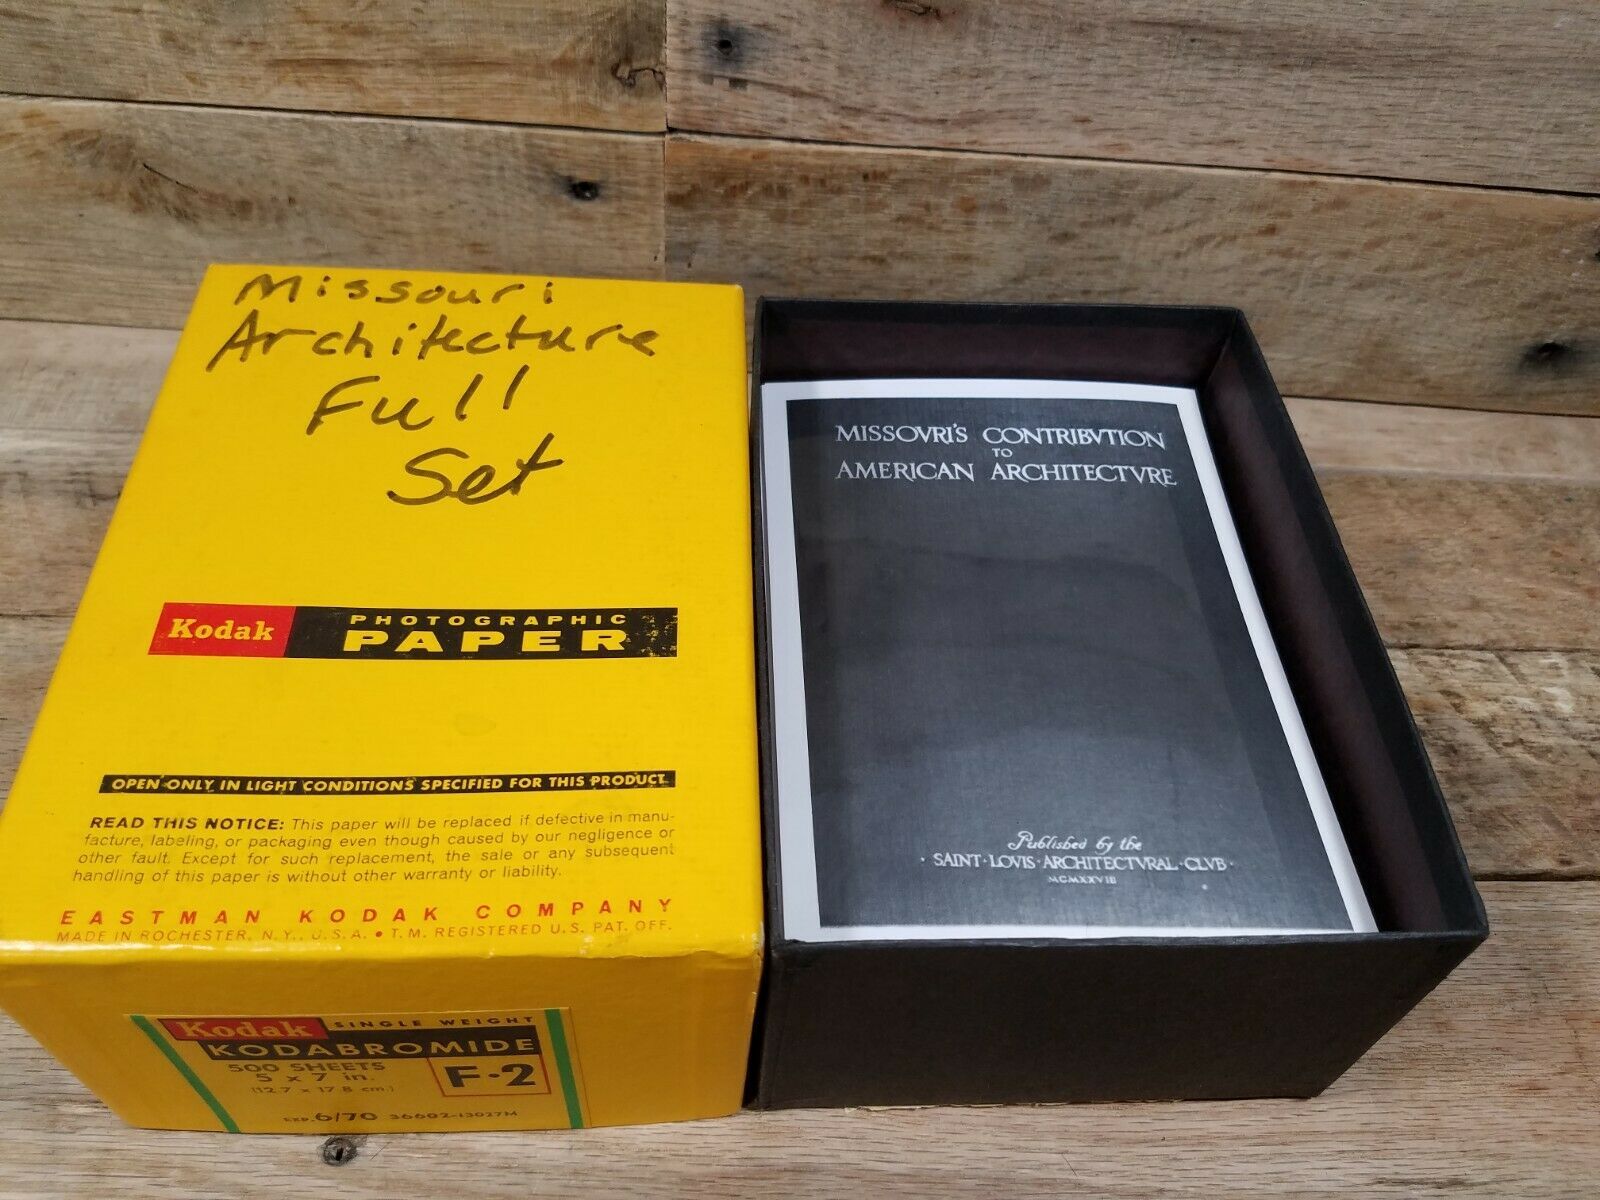 Missouri
Architecture
Full
Set
Kodak PHOTOGRAPHIC PAPER
OPEN ONLY IN LIGHT CONDITIONS SPECIFIED FOR THIS PRODUCT
READ THIS NOTICE: This paper will be replaced if defective in manu-
facture, labeling, or packaging even though caused by our negligence or
other fault. Except for such replacement, the sale or any subsequent
handling of this paper is without other warranty or liability.
EASTMAN KODAK COMPANY
MADE IN ROCHESTER, N.Y., U.S.A. • T.M. REGISTERED U.S. PAT. OFF.
Kodak SINGLE WEIGHT
KODABROMIDE
500 SHEETS
5 x 7 in.
(12.7 x 17.8 cm.)
F·2
EXP. 6/70 36602-13027M
MISSOVRI'S CONTRIBVTION
TO
AMERICAN ARCHITECTVRE
Published by the
· SAINT · LOVIS · ARCHITECTVRAL · CLVB ·
MCMXXVIII